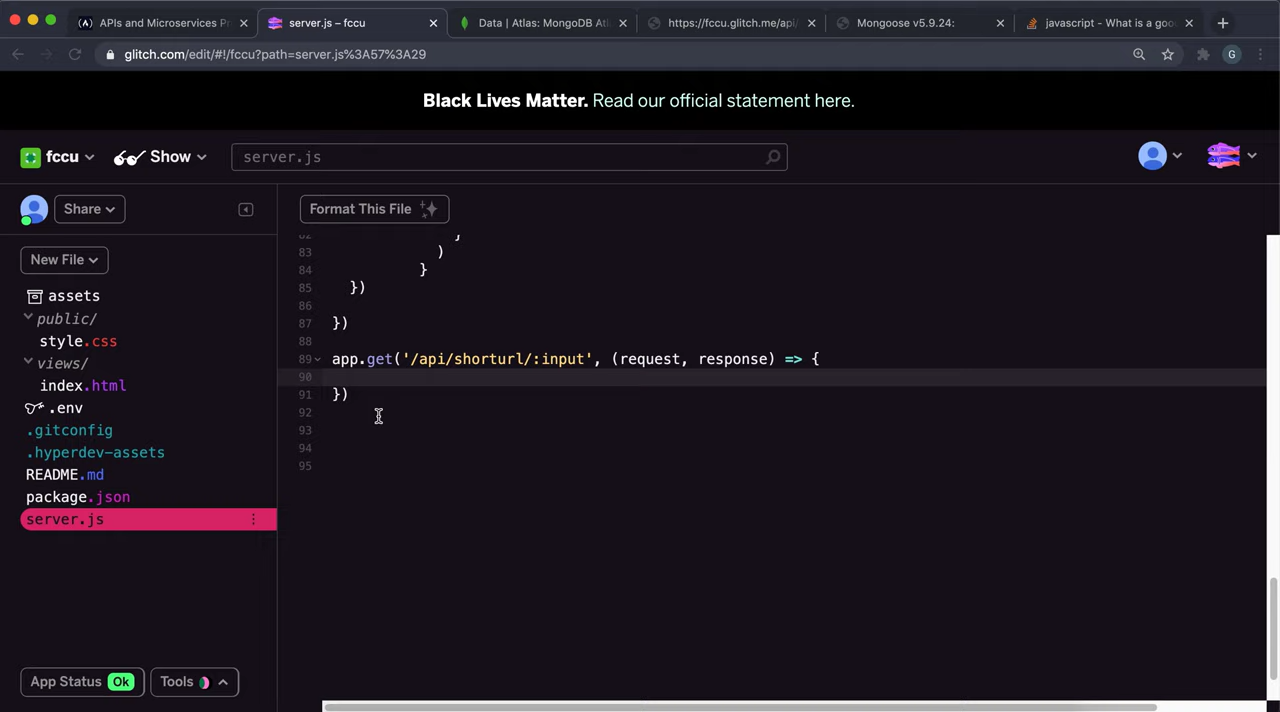 APIs and Microservices Pr
server.js – fccu
Data | Atlas: MongoDB Atl
https://fccu.glitch.me/api/
Mongoose v5.9.24:
javascript - What is a goo
glitch.com/edit/#!/fccu?path=server.js%3A57%3A29
G
Black Lives Matter. Read our official statement here.
fccu
Show
server.js
Share
Format This File
New File
assets
public/
style.css
views/
index.html
.env
.gitconfig
.hyperdev-assets
README.md
package.json
server.js
82 }
83 )
84 }
85 })
86
87 })
88
89 app.get('/api/shorturl/:input', (request, response) => {
90
91 })
92
93
94
95
App Status Ok
Tools